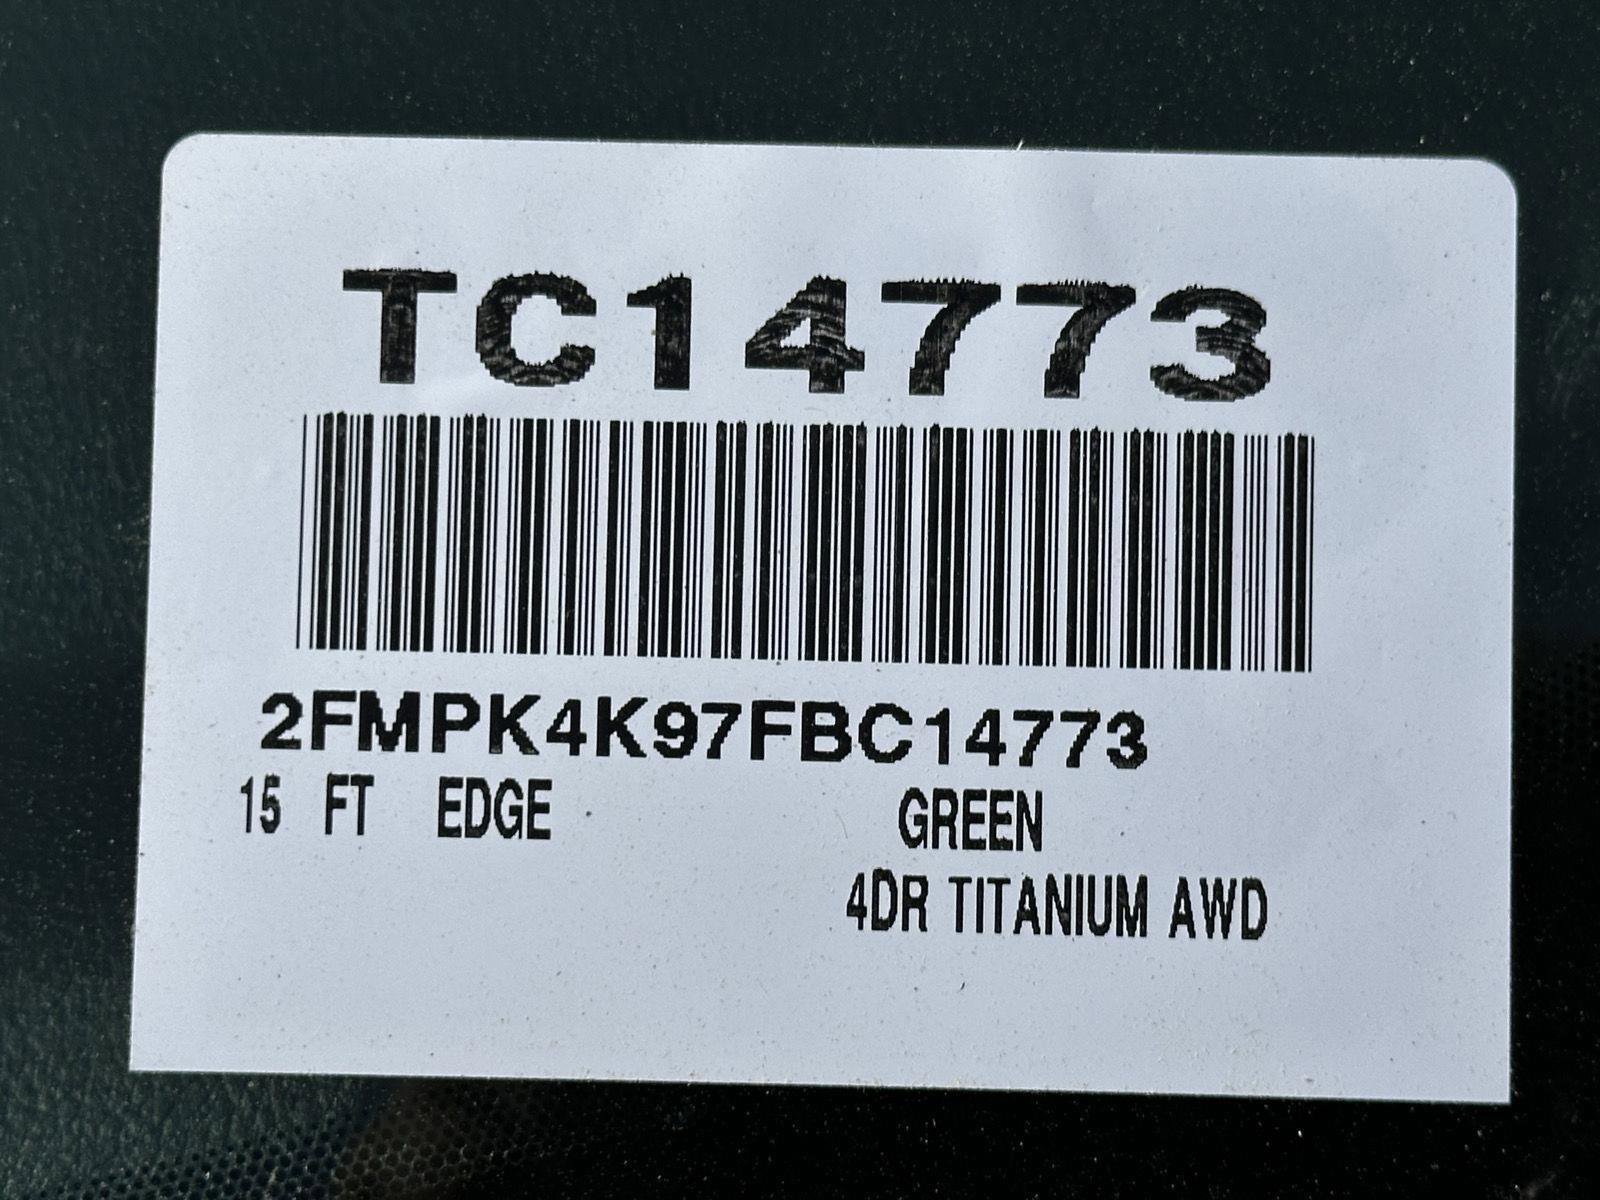 TC14773
2FMPK4K97FBC14773
15 FT EDGE GREEN
4DR TITANIUM AWD